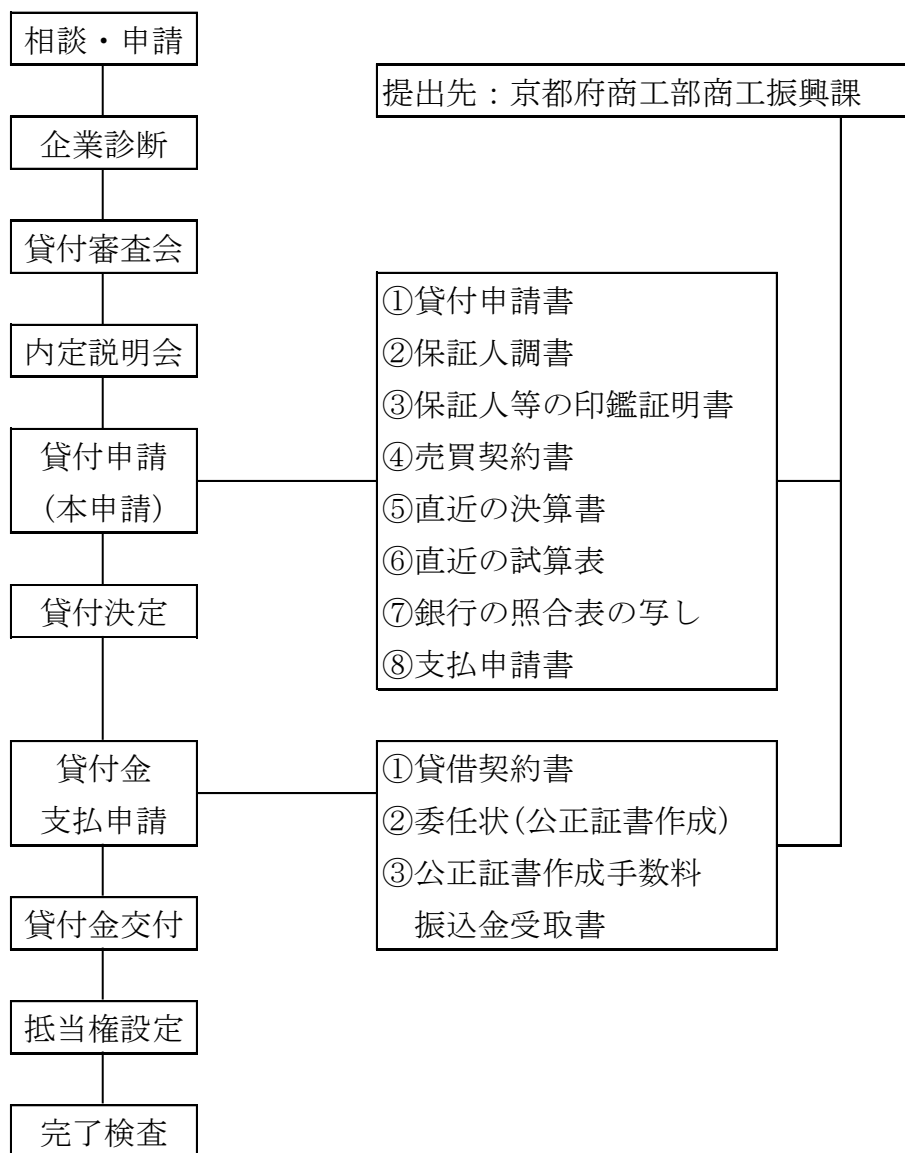 相談・申請
提出先：京都府商工部商工振興課
企業診断
貸付審査会
内定説明会
貸付申請
(本申請)
①貸付申請書
②保証人調書
③保証人等の印鑑証明書
④売買契約書
⑤直近の決算書
⑥直近の試算表
⑦銀行の照合表の写し
⑧支払申請書
貸付決定
貸付金
支払申請
①貸借契約書
②委任状(公正証書作成)
③公正証書作成手数料
振込金受取書
貸付金交付
抵当権設定
完了検査